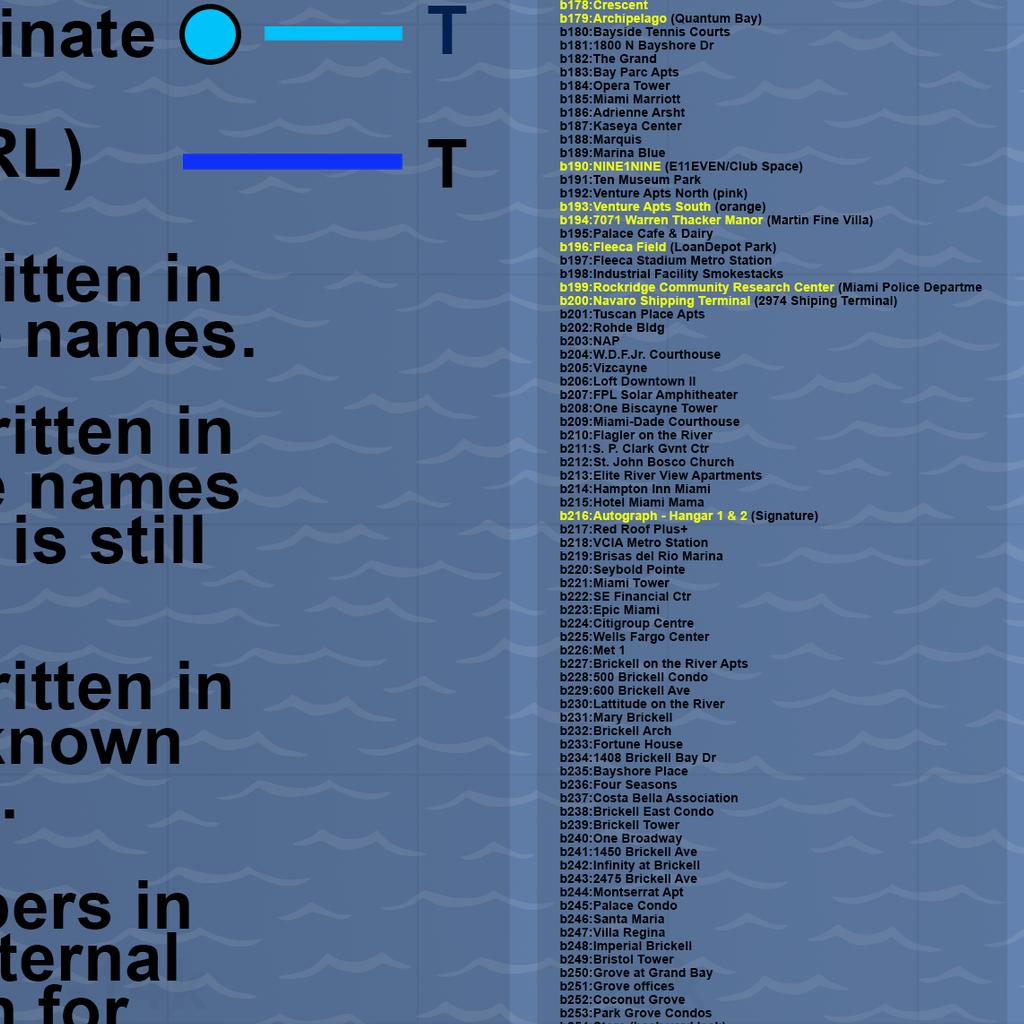 inate
T
RL)
T
itten in
names.
ritten in
e names
is still
ritten in
known
.
bers in
ternal
n for
b178:Crescent
b179:Archipelago (Quantum Bay)
b180:Bayside Tennis Courts
b181:1800 N Bayshore Dr
b182:The Grand
b183:Bay Parc Apts
b184:Opera Tower
b185:Miami Marriott
b186:Adrienne Arsht
b187:Kaseya Center
b188:Marquis
b189:Marina Blue
b190:NINE1NINE (E11EVEN/Club Space)
b191:Ten Museum Park
b192:Venture Apts North (pink)
b193:Venture Apts South (orange)
b194:7071 Warren Thacker Manor (Martin Fine Villa)
b195:Palace Cafe & Dairy
b196:Fleeca Field (LoanDepot Park)
b197:Fleeca Stadium Metro Station
b198:Industrial Facility Smokestacks
b199:Rockridge Community Research Center (Miami Police Departme
b200:Navaro Shipping Terminal (2974 Shiping Terminal)
b201:Tuscan Place Apts
b202:Rohde Bldg
b203:NAP
b204:W.D.F.Jr. Courthouse
b205:Vizcayne
b206:Loft Downtown II
b207:FPL Solar Amphitheater
b208:One Biscayne Tower
b209:Miami-Dade Courthouse
b210:Flagler on the River
b211:S. P. Clark Gvnt Ctr
b212:St. John Bosco Church
b213:Elite River View Apartments
b214:Hampton Inn Miami
b215:Hotel Miami Mama
b216:Autograph - Hangar 1 & 2 (Signature)
b217:Red Roof Plus+
b218:VCIA Metro Station
b219:Brisas del Rio Marina
b220:Seybold Pointe
b221:Miami Tower
b222:SE Financial Ctr
b223:Epic Miami
b224:Citigroup Centre
b225:Wells Fargo Center
b226:Met 1
b227:Brickell on the River Apts
b228:500 Brickell Condo
b229:600 Brickell Ave
b230:Lattitude on the River
b231:Mary Brickell
b232:Brickell Arch
b233:Fortune House
b234:1408 Brickell Bay Dr
b235:Bayshore Place
b236:Four Seasons
b237:Costa Bella Association
b238:Brickell East Condo
b239:Brickell Tower
b240:One Broadway
b241:1450 Brickell Ave
b242:Infinity at Brickell
b243:2475 Brickell Ave
b244:Montserrat Apt
b245:Palace Condo
b246:Santa Maria
b247:Villa Regina
b248:Imperial Brickell
b249:Bristol Tower
b250:Grove at Grand Bay
b251:Grove offices
b252:Coconut Grove
b253:Park Grove Condos